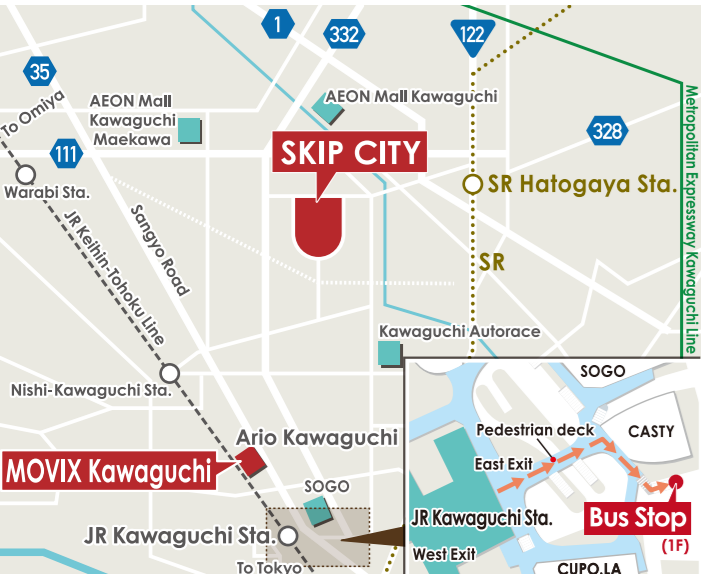 1
332
122
35
AEON Mall
Kawaguchi
Maekawa
AEON Mall Kawaguchi
To Omiya
111
328
SKIP CITY
Metropolitan Expressway Kawaguchi Line
Warabi Sta.
SR Hatogaya Sta.
Sangyo Road
JR Keihin-Tohoku Line
SR
Kawaguchi Autorace
Nishi-Kawaguchi Sta.
Ario Kawaguchi
MOVIX Kawaguchi
SOGO
JR Kawaguchi Sta.
To Tokyo
SOGO
Pedestrian deck
CASTY
East Exit
JR Kawaguchi Sta.
Bus Stop
(1F)
West Exit
CUPO.LA